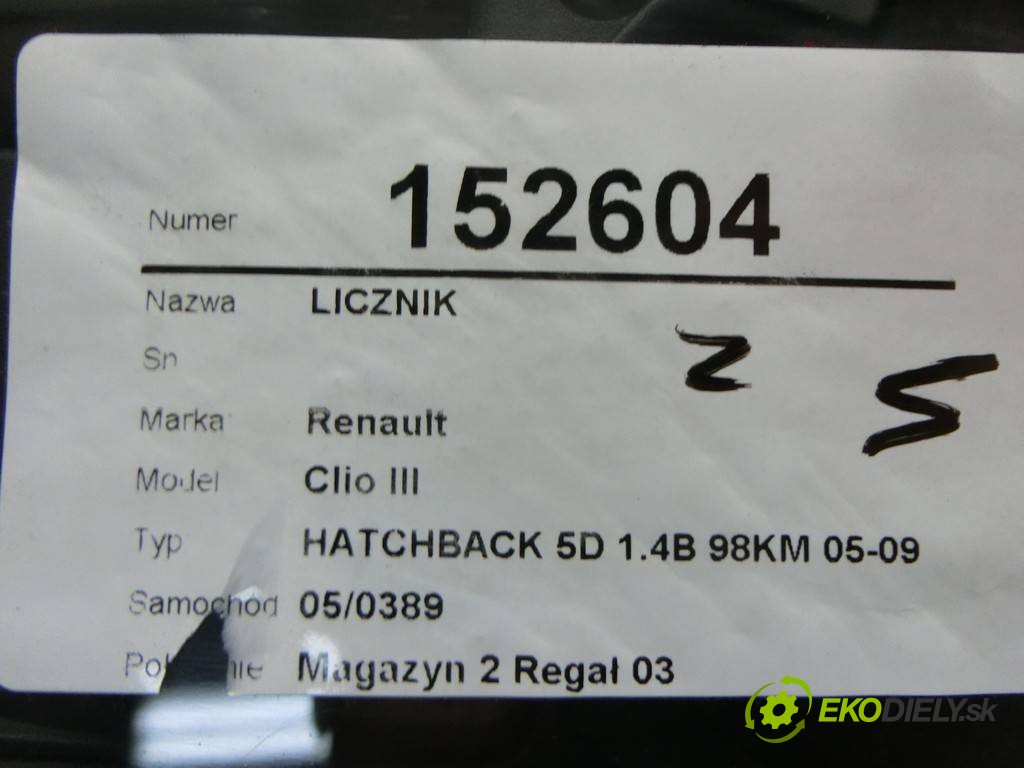 Numer 152604
Nazwa LICZNIK
Sn
Marka Renault
Model Clio III
Typ HATCHBACK 5D 1.4B 98KM 05-09
Samochód 05/0389
Magazyn 2 Regał 03
EKODIELY.sk